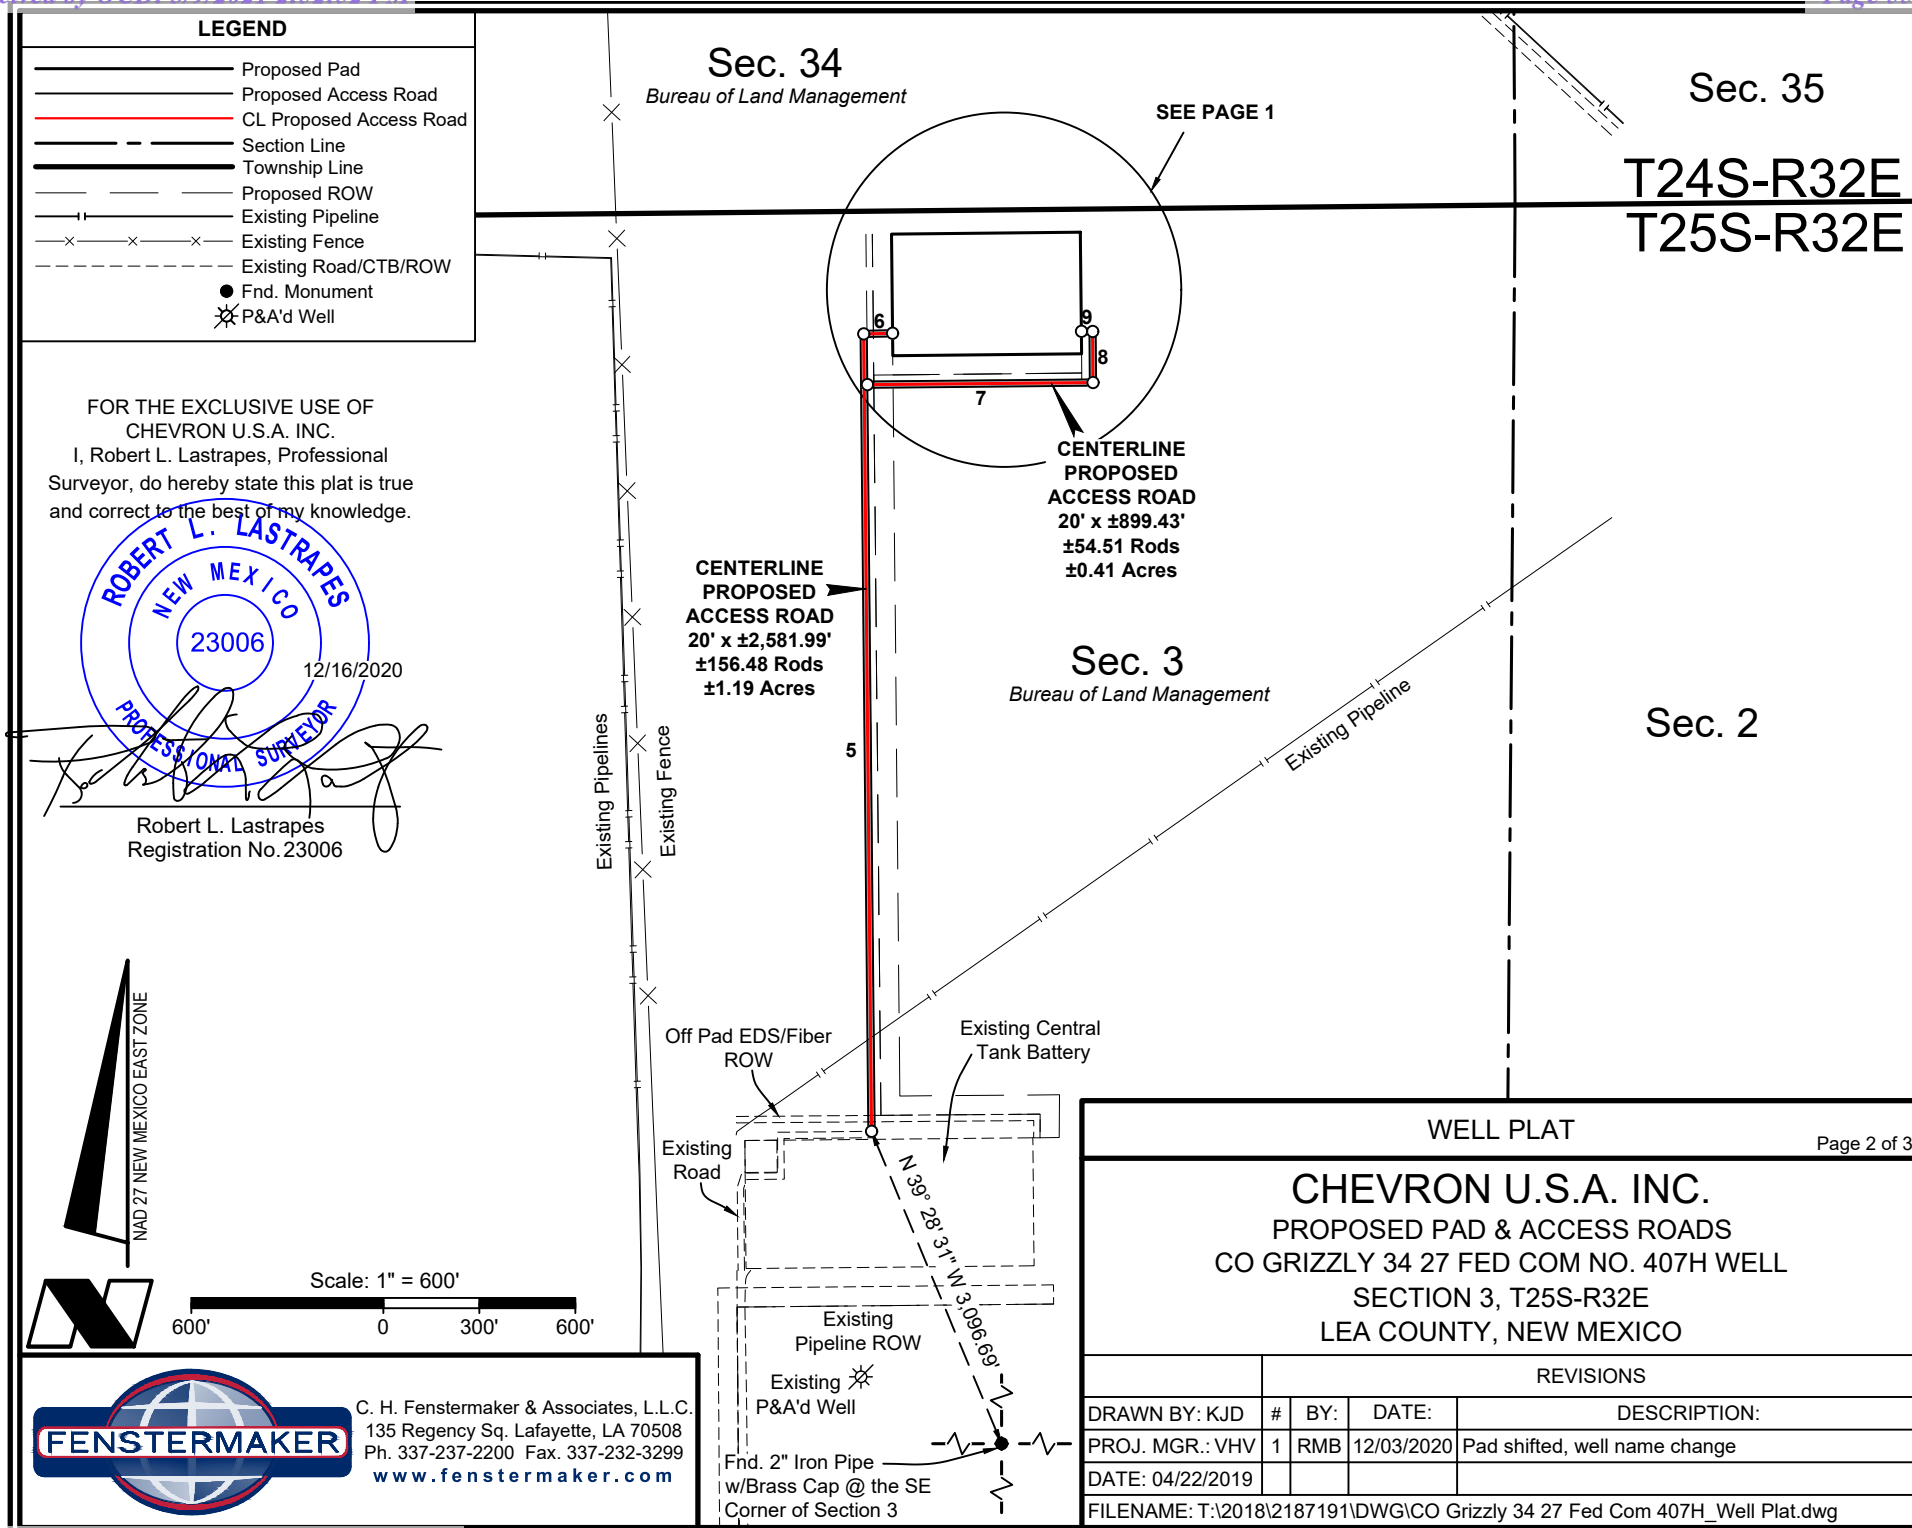 LEGEND
Proposed Pad
Proposed Access Road
CL Proposed Access Road
Section Line
Township Line
Proposed ROW
Existing Pipeline
Existing Fence
Existing Road/CTB/ROW
Fnd. Monument
P&A'd Well
Sec. 34
Bureau of Land Management
SEE PAGE 1
Sec. 35
T24S-R32E
T25S-R32E
6
9
8
7
FOR THE EXCLUSIVE USE OF
CHEVRON U.S.A. INC.
I, Robert L. Lastrapes, Professional
Surveyor, do hereby state this plat is true
and correct to the best of my knowledge.
ROBERT L. LASTRAPES
NEW MEXICO
23006
PROFESSIONAL SURVEYOR
12/16/2020
Robert L. Lastrapes
Registration No. 23006
CENTERLINE
PROPOSED
ACCESS ROAD
20' x ±899.43'
±54.51 Rods
±0.41 Acres
CENTERLINE
PROPOSED
ACCESS ROAD
20' x ±2,581.99'
±156.48 Rods
±1.19 Acres
5
Sec. 3
Bureau of Land Management
Existing Pipeline
Sec. 2
Existing Pipelines
Existing Fence
Off Pad EDS/Fiber
ROW
Existing Central
Tank Battery
Existing
Road
N 39° 28' 31" W 3,096.69'
Existing
Pipeline ROW
Existing
P&A'd Well
Fnd. 2" Iron Pipe
w/Brass Cap @ the SE
Corner of Section 3
NAD 27 NEW MEXICO EAST ZONE
Scale: 1" = 600'
600' 0 300' 600'
FENSTERMAKER
C. H. Fenstermaker & Associates, L.L.C.
135 Regency Sq. Lafayette, LA 70508
Ph. 337-237-2200 Fax. 337-232-3299
www.fenstermaker.com
WELL PLAT
Page 2 of 3
CHEVRON U.S.A. INC.
PROPOSED PAD & ACCESS ROADS
CO GRIZZLY 34 27 FED COM NO. 407H WELL
SECTION 3, T25S-R32E
LEA COUNTY, NEW MEXICO
REVISIONS
DRAWN BY: KJD # BY: DATE: DESCRIPTION:
PROJ. MGR.: VHV 1 RMB 12/03/2020 Pad shifted, well name change
DATE: 04/22/2019
FILENAME: T:\2018\2187191\DWG\CO Grizzly 34 27 Fed Com 407H_Well Plat.dwg